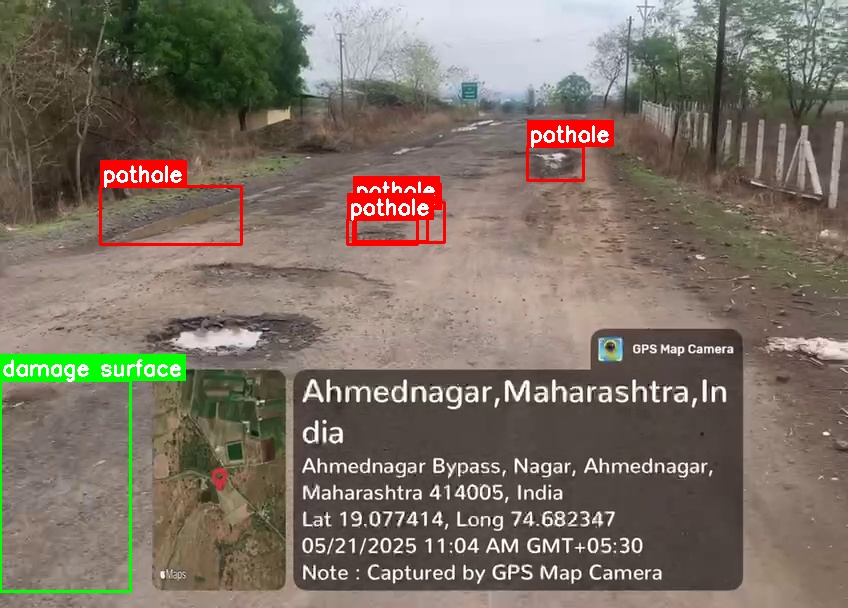 pothole
pothole
pothole
pothole
damage surface
GPS Map Camera
Ahmednagar,Maharashtra,In
dia
Ahmednagar Bypass, Nagar, Ahmednagar,
Maharashtra 414005, India
Lat 19.077414, Long 74.682347
05/21/2025 11:04 AM GMT+05:30
Note : Captured by GPS Map Camera
Maps